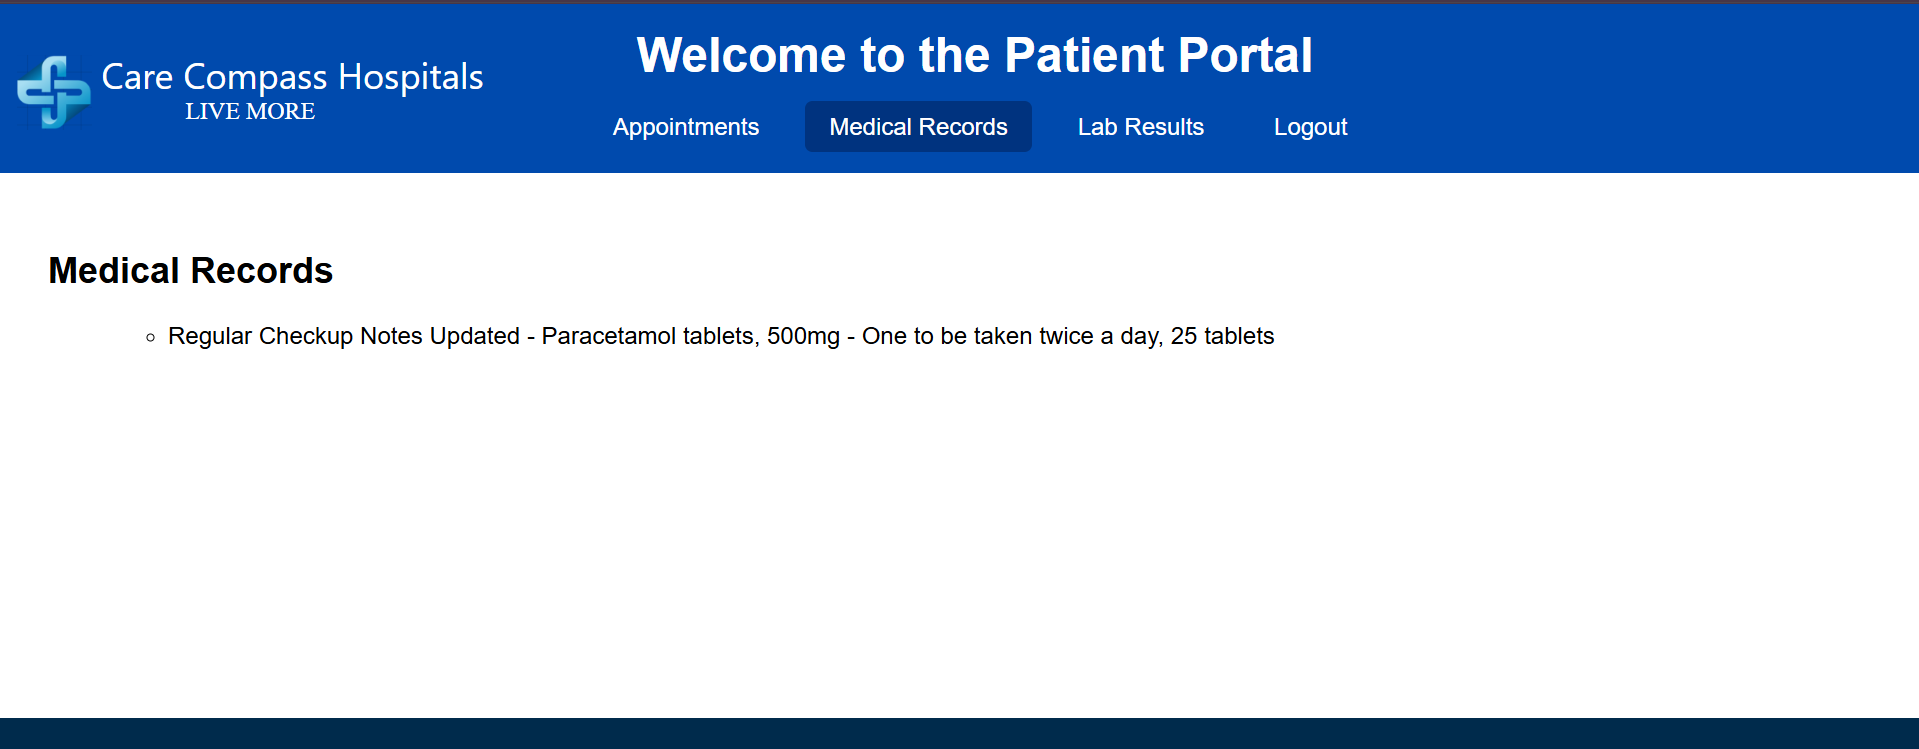 Care Compass Hospitals
LIVE MORE
Welcome to the Patient Portal
Appointments Medical Records Lab Results Logout
Medical Records
Regular Checkup Notes Updated - Paracetamol tablets, 500mg - One to be taken twice a day, 25 tablets